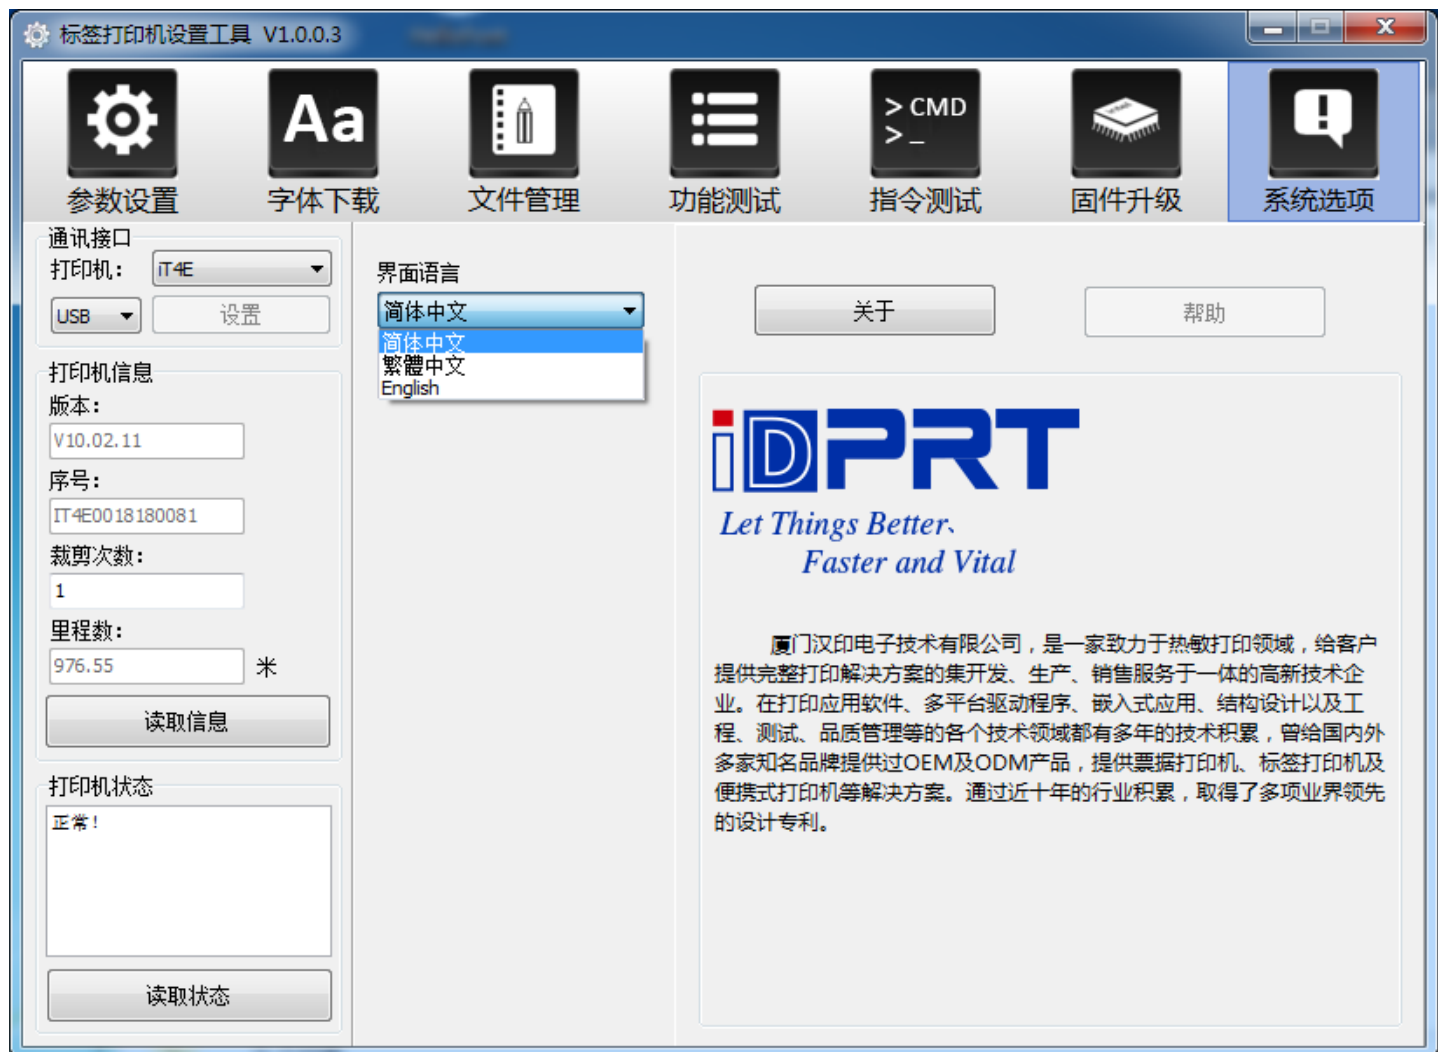 标签打印机设置工具 V1.0.0.3
Aa
> CMD
> _
参数设置
字体下载
文件管理
功能测试
指令测试
固件升级
系统选项
通讯接口
打印机：
iT4E
USB
设置
打印机信息
版本：
V10.02.11
序号：
IT4E0018180081
裁剪次数：
1
里程数：
976.55
米
读取信息
打印机状态
正常！
读取状态
界面语言
简体中文
简体中文
繁體中文
English
关于
帮助
iDPRT
Let Things Better、
Faster and Vital
厦门汉印电子技术有限公司，是一家致力于热敏打印领域，给客户
提供完整打印解决方案的集开发、生产、销售服务于一体的高新技术企
业。在打印应用软件、多平台驱动程序、嵌入式应用、结构设计以及工
程、测试、品质管理等的各个技术领域都有多年的技术积累，曾给国内外
多家知名品牌提供过OEM及ODM产品，提供票据打印机、标签打印机及
便携式打印机等解决方案。通过近十年的行业积累，取得了多项业界领先
的设计专利。